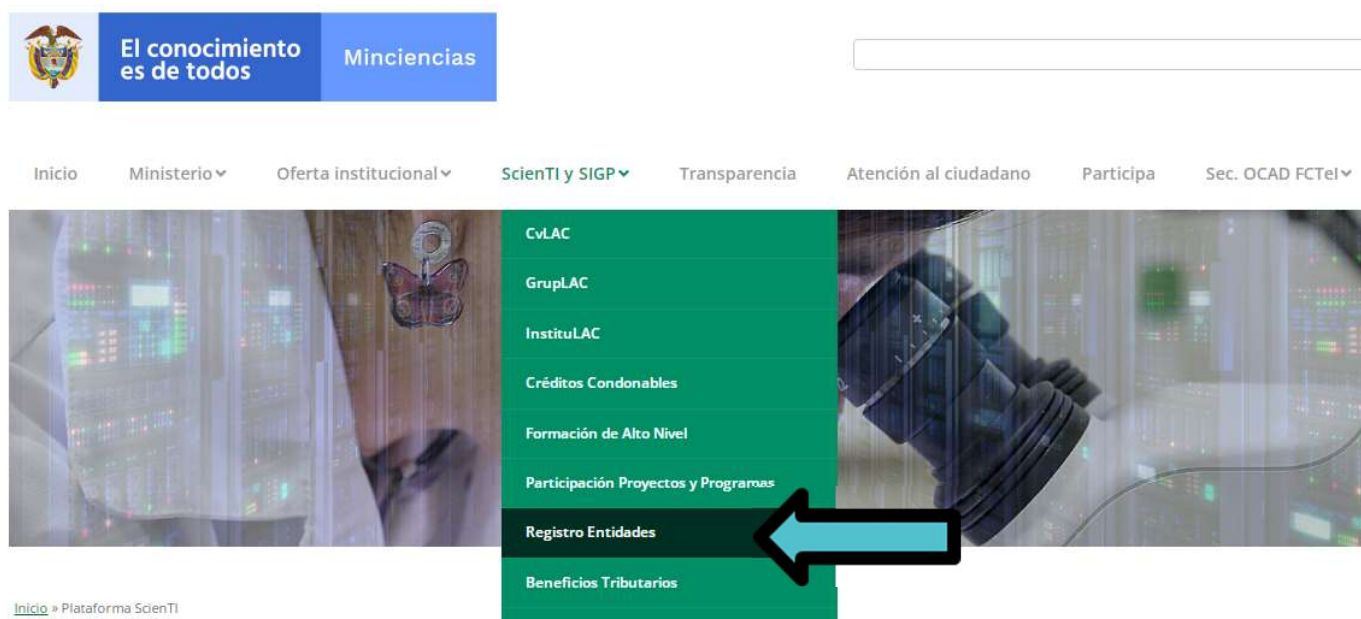 El conocimiento
es de todos
Minciencias
Inicio Ministerio Oferta institucional ScienTI y SIGP Transparencia Atención al ciudadano Participa Sec. OCAD FCTeI
CvLAC
GrupLAC
InstituLAC
Créditos Condonables
Formación de Alto Nivel
Participación Proyectos y Programas
Registro Entidades
Beneficios Tributarios
Inicio » Plataforma ScienTI